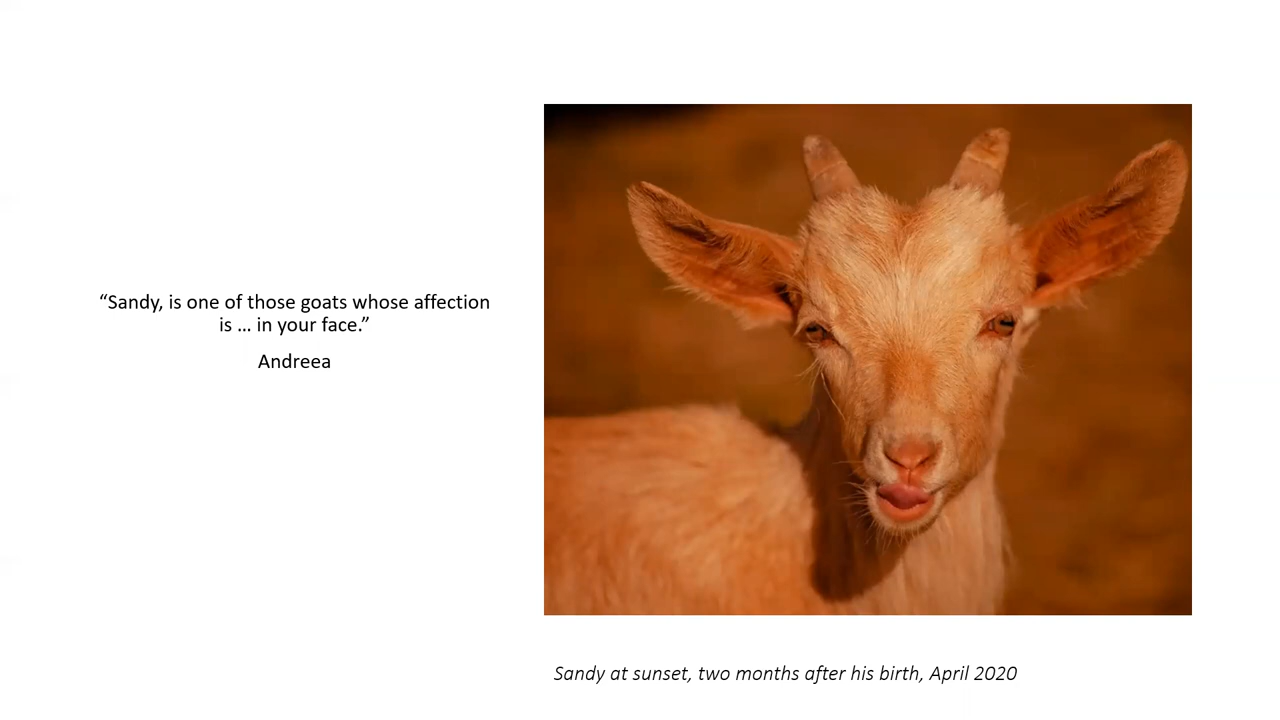 “Sandy, is one of those goats whose affection
is … in your face.”
Andreea
Sandy at sunset, two months after his birth, April 2020